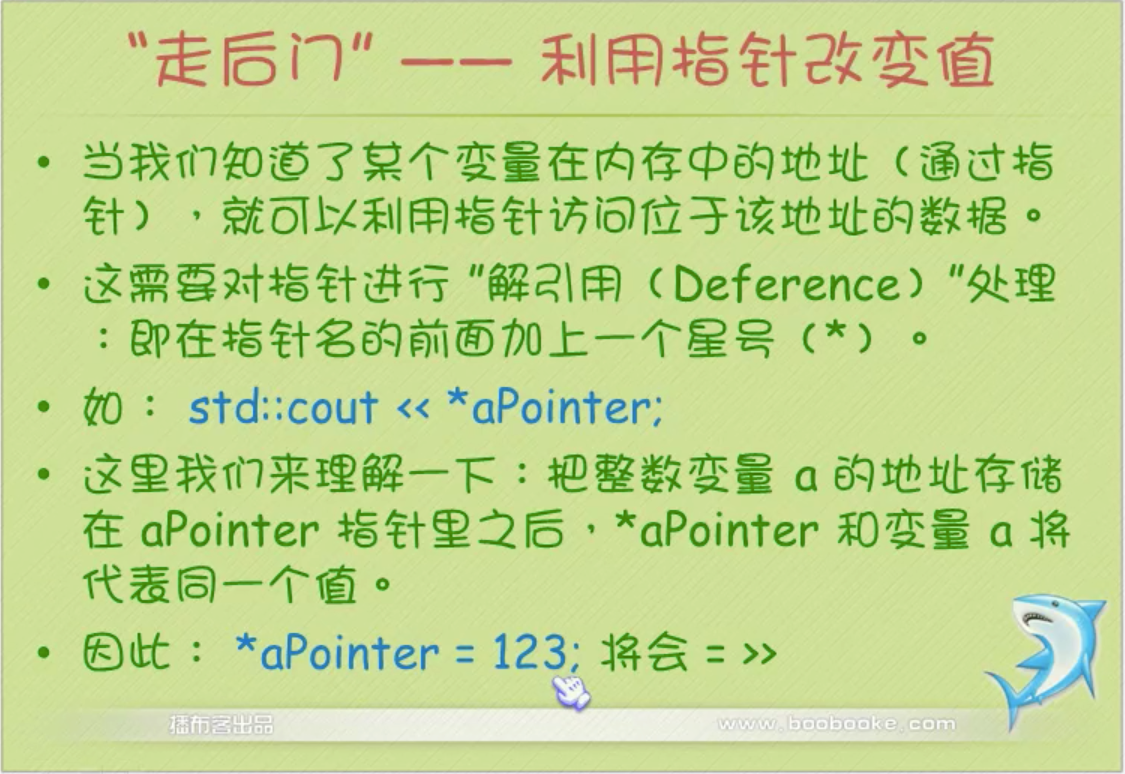 “走后门” —— 利用指针改变值
• 当我们知道了某个变量在内存中的地址（通过指
针），就可以利用指针访问位于该地址的数据。
• 这需要对指针进行 "解引用（Deference）"处理
：即在指针名的前面加上一个星号（*）。
• 如： std::cout << *aPointer;
• 这里我们来理解一下：把整数变量 a 的地址存储
在 aPointer 指针里之后，*aPointer 和变量 a 将
代表同一个值。
• 因此： *aPointer = 123; 将会 = >>
播布客出品
www.boobooke.com